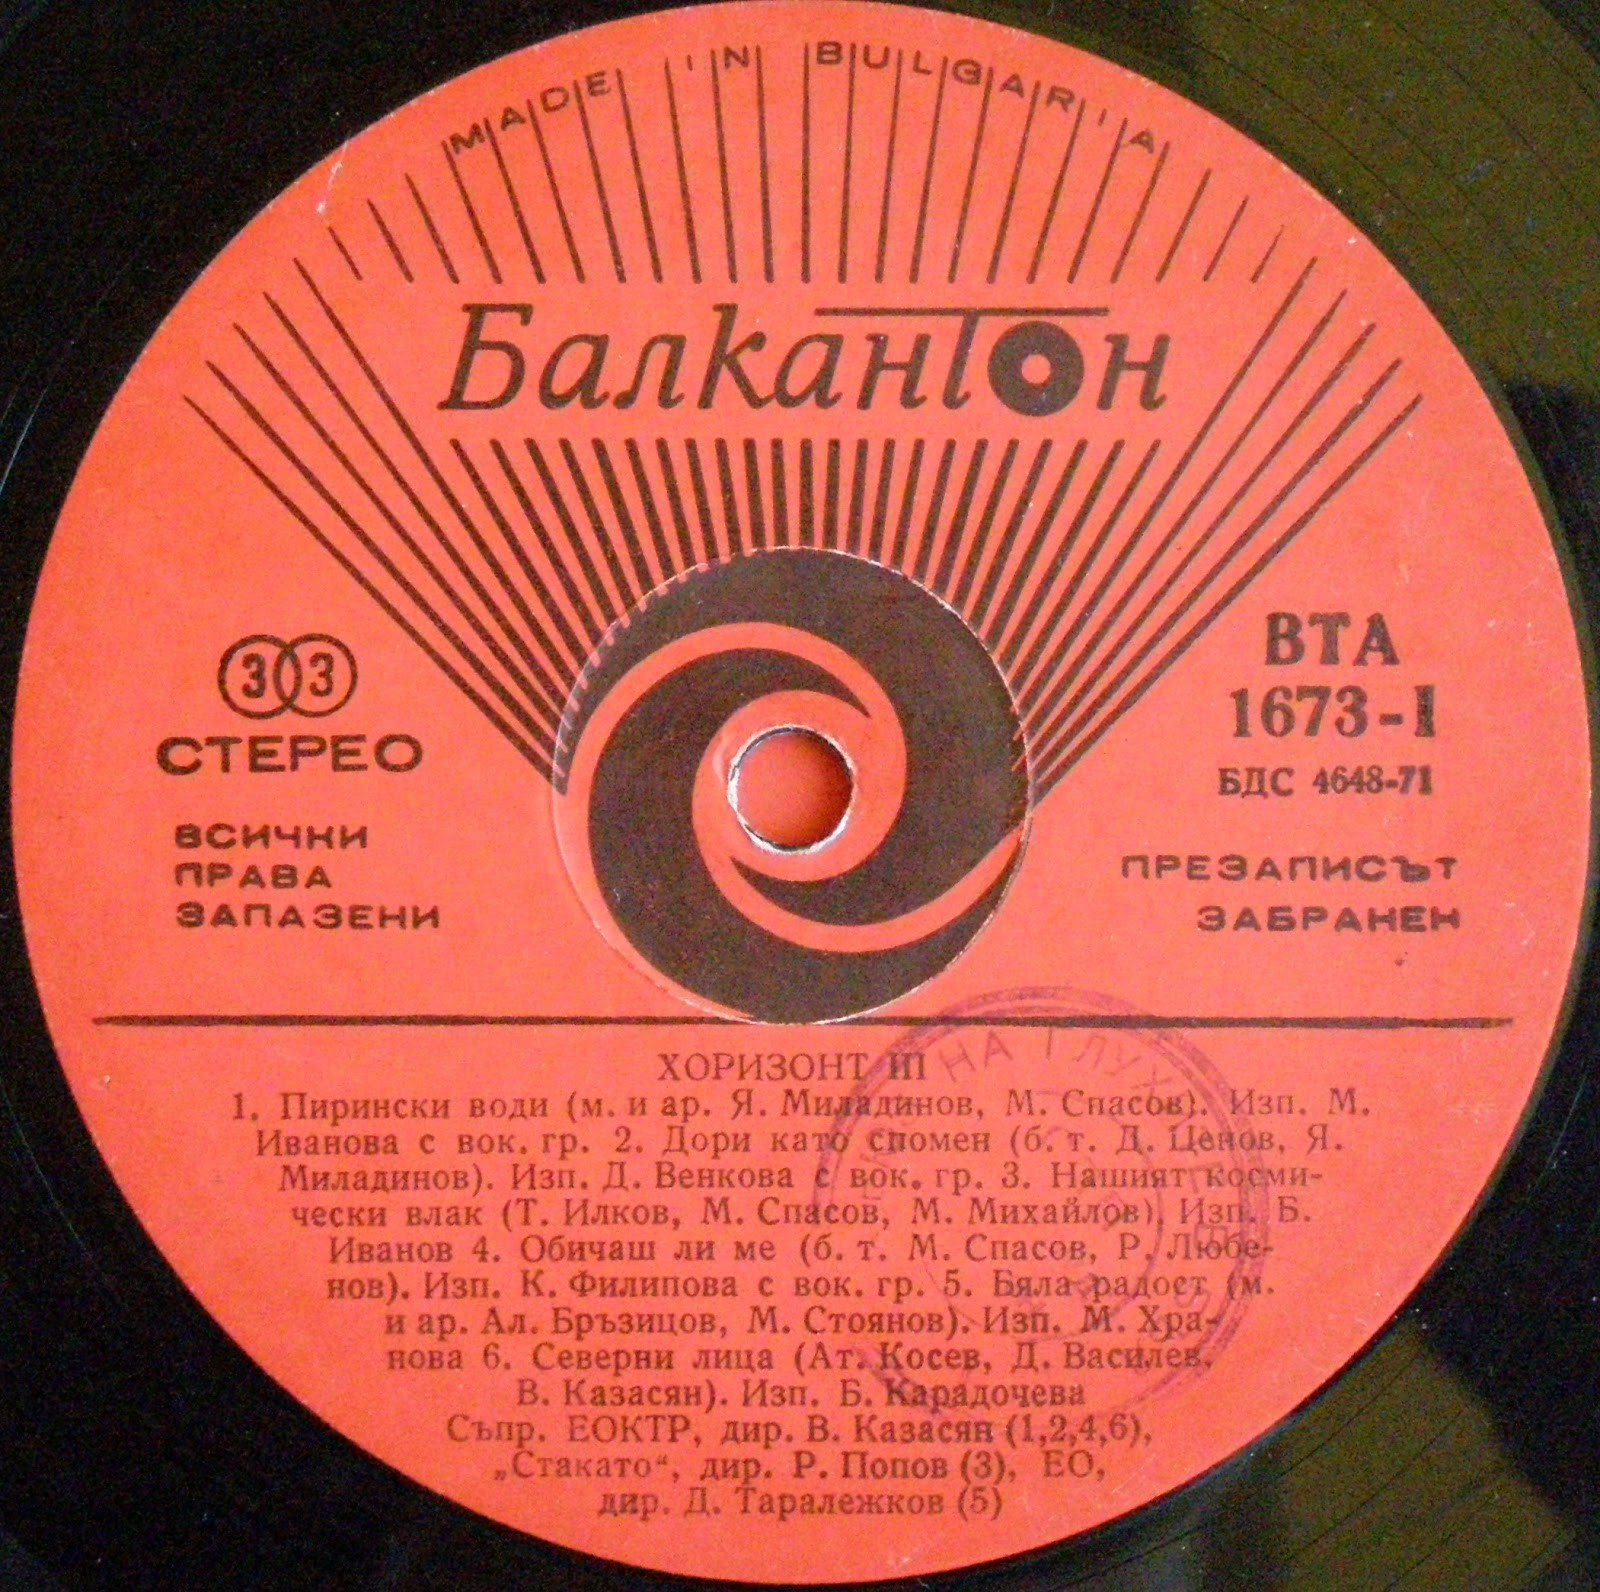 MADE IN BULGARIA
Балкантон
33
СТЕРЕО
ВСИЧКИ
ПРАВА
ЗАПАЗЕНИ
ВТА
1673-I
БДС 4648-71
ПРЕЗАПИСЪТ
ЗАБРАНЕН
ХОРИЗОНТ III
1. Пирински води (м. и ар. Я. Миладинов, М. Спасов). Изп. М.
Иванова с вок. гр. 2. Дори като спомен (б. т. Д. Ценов, Я.
Миладинов). Изп. Д. Венкова с вок. гр. 3. Нашият косми-
чески влак (Т. Илков, М. Спасов, М. Михайлов). Изп. Б.
Иванов 4. Обичаш ли ме (б. т. М. Спасов, Р. Любе-
нов). Изп. К. Филипова с вок. гр. 5. Бяла радост (м.
и ар. Ал. Бръзицов, М. Стоянов). Изп. М. Хра-
нова 6. Северни лица (Ат. Косев, Д. Василев,
В. Казасян). Изп. Б. Карадочева
Съпр. ЕОКТР, дир. В. Казасян (1,2,4,6),
„Стакато“, дир. Р. Попов (3), ЕО,
дир. Д. Таралежков (5)
НА ГЛУХИТЕ